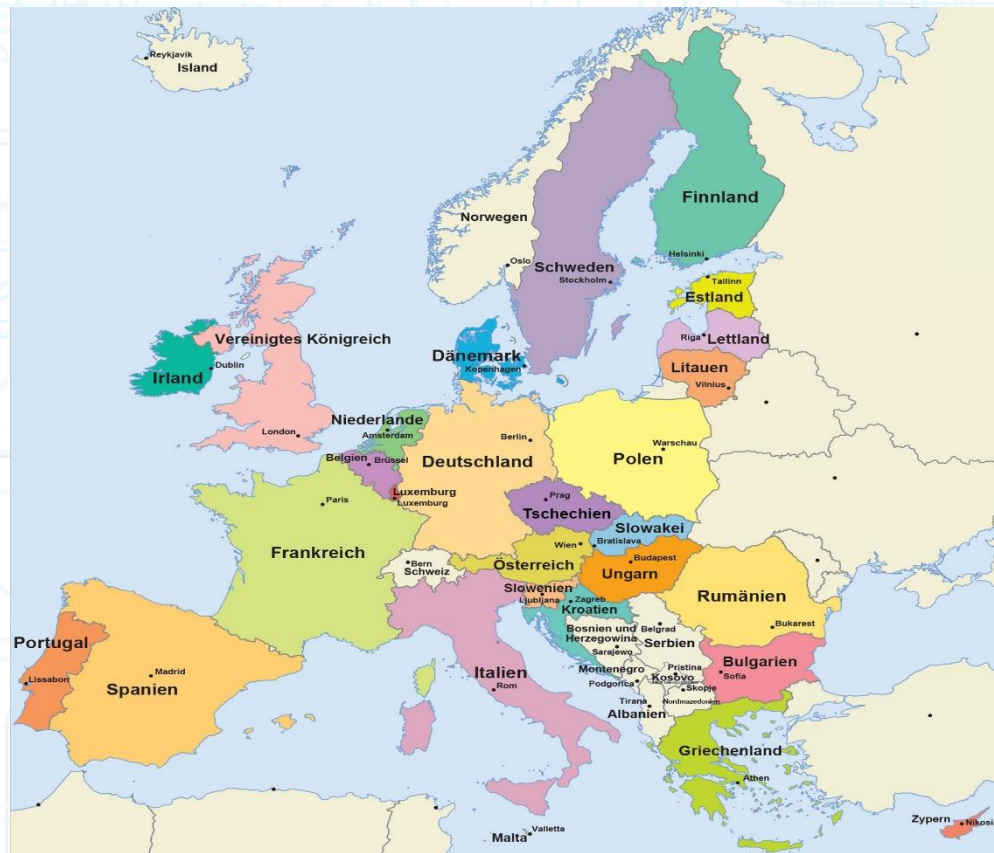 Reykjavik
Island
Norwegen
Finnland
Oslo
Helsinki
Schweden
Stockholm
Tallinn
Estland
Vereinigtes Königreich
Riga
Lettland
Dänemark
Kopenhagen
Dublin
Irland
Litauen
Vilnius
Niederlande
Amsterdam
London
Berlin
Warschau
Belgien
Brüssel
Deutschland
Polen
Luxemburg
Luxemburg
Paris
Prag
Tschechien
Slowakei
Bratislava
Wien
Frankreich
Österreich
Budapest
Ungarn
Bern
Schweiz
Slowenien
Ljubljana
Zagreb
Kroatien
Rumänien
Bukarest
Bosnien und
Herzegowina
Sarajewo
Belgrad
Serbien
Portugal
Lissabon
Madrid
Spanien
Italien
Rom
Montenegro
Podgorica
Pristina
Kosovo
Bulgarien
Sofia
Skopje
Nordmazedonien
Tirana
Albanien
Griechenland
Athen
Malta
Valletta
Zypern
Nikosia